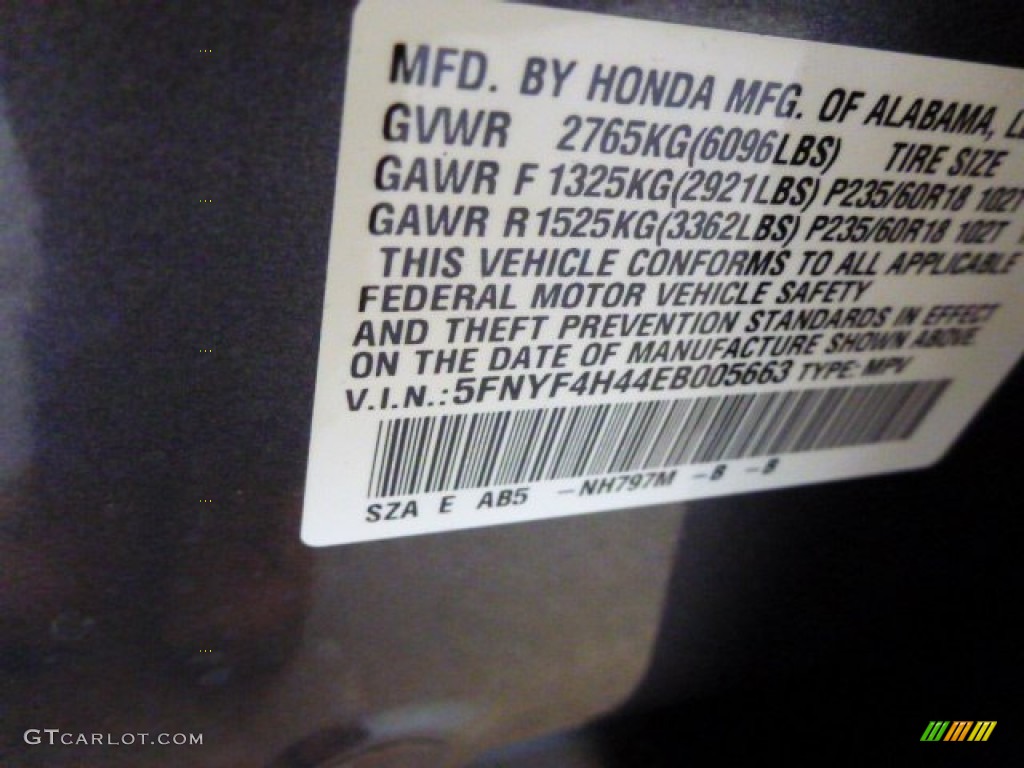 MFD. BY HONDA MFG. OF ALABAMA,
GVWR 2765KG(6096LBS) TIRE SIZE
GAWR F 1325KG(2921LBS) P235/60R18 102T
GAWR R 1525KG(3362LBS) P235/60R18 102T
THIS VEHICLE CONFORMS TO ALL APPLICABLE
FEDERAL MOTOR VEHICLE SAFETY
AND THEFT PREVENTION STANDARDS IN EFFECT
ON THE DATE OF MANUFACTURE SHOWN ABOVE.
V.I.N.: 5FNYF4H44EB005663 TYPE: MPV
SZA E AB5 -NH797M -B -B
GTCARLOT.COM